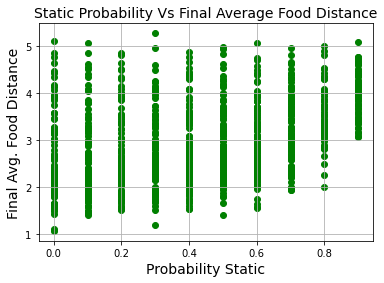 Static Probability Vs Final Average Food Distance
5
4
3
2
1
Final Avg. Food Distance
0.0 0.2 0.4 0.6 0.8
Probability Static